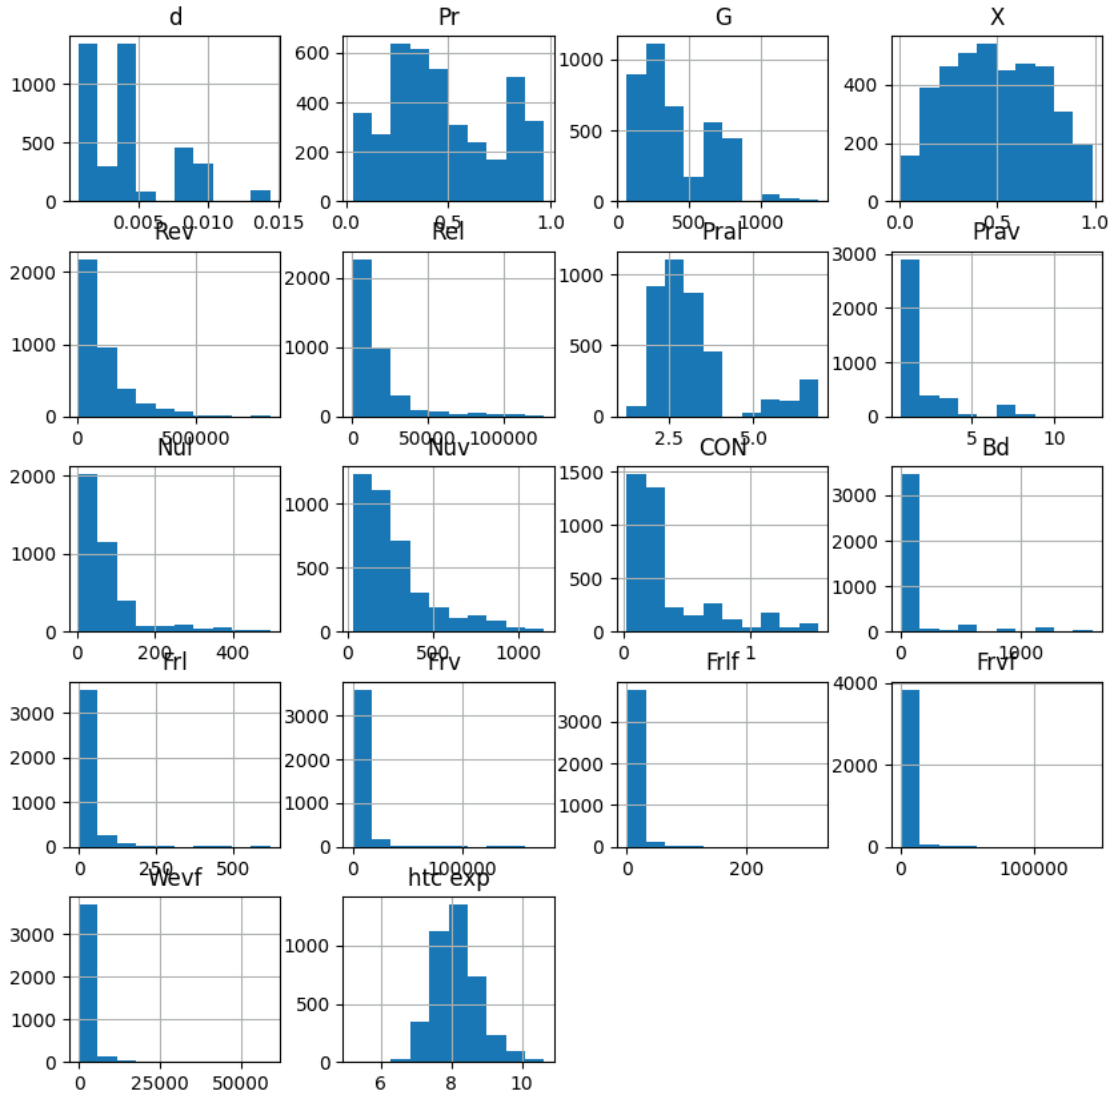 d Pr G X
1000 500 0 0.005 0.010 0.015
600 400 200 0 0.0 0.5 1.0
1000 500 0 0 500 1000
400 200 0 0.0 0.5 1.0
Rev Rel Pral Prav
2000 1000 0 0 500000
2000 1000 0 0 50000 100000
1000 500 0 2.5 5.0
3000 2000 1000 0 5 10
Nul Nuv CON Bd
2000 1000 0 0 200 400
1000 500 0 0 500 1000
1500 1000 500 0 0 1
3000 2000 1000 0 0 1000
Frl Frv Frlf Frvf
3000 2000 1000 0 0 250 500
3000 2000 1000 0 0 100000
3000 2000 1000 0 0 200
4000 2000 0 0 100000
Wevf htc exp
3000 2000 1000 0 0 25000 50000
1000 500 0 6 8 10